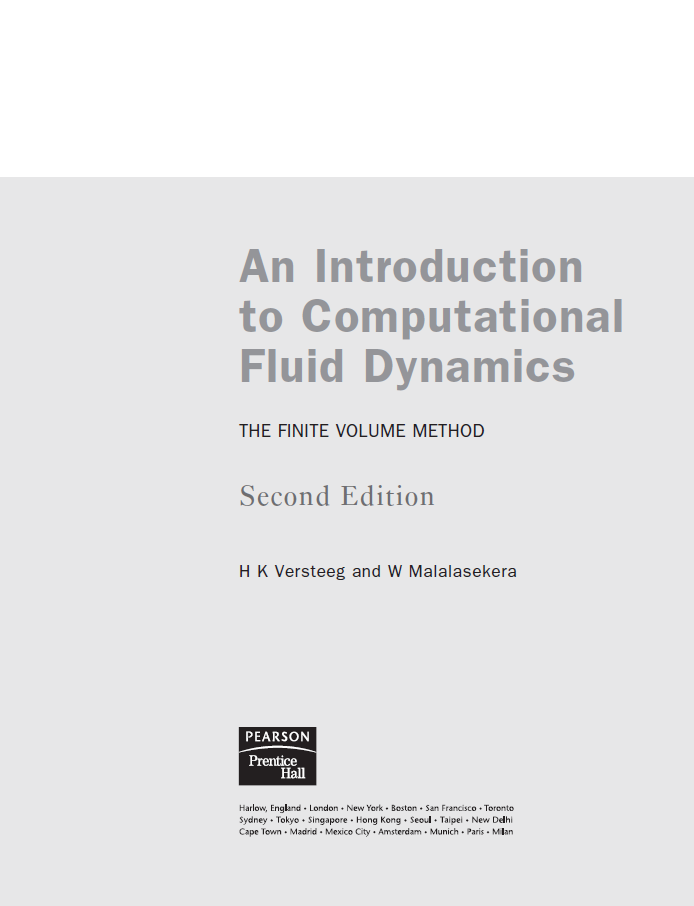 An Introduction
to Computational
Fluid Dynamics
THE FINITE VOLUME METHOD
Second Edition
H K Versteeg and W Malalasekera
PEARSON
Prentice
Hall
Harlow, England • London • New York • Boston • San Francisco • Toronto
Sydney • Tokyo • Singapore • Hong Kong • Seoul • Taipei • New Delhi
Cape Town • Madrid • Mexico City • Amsterdam • Munich • Paris • Milan